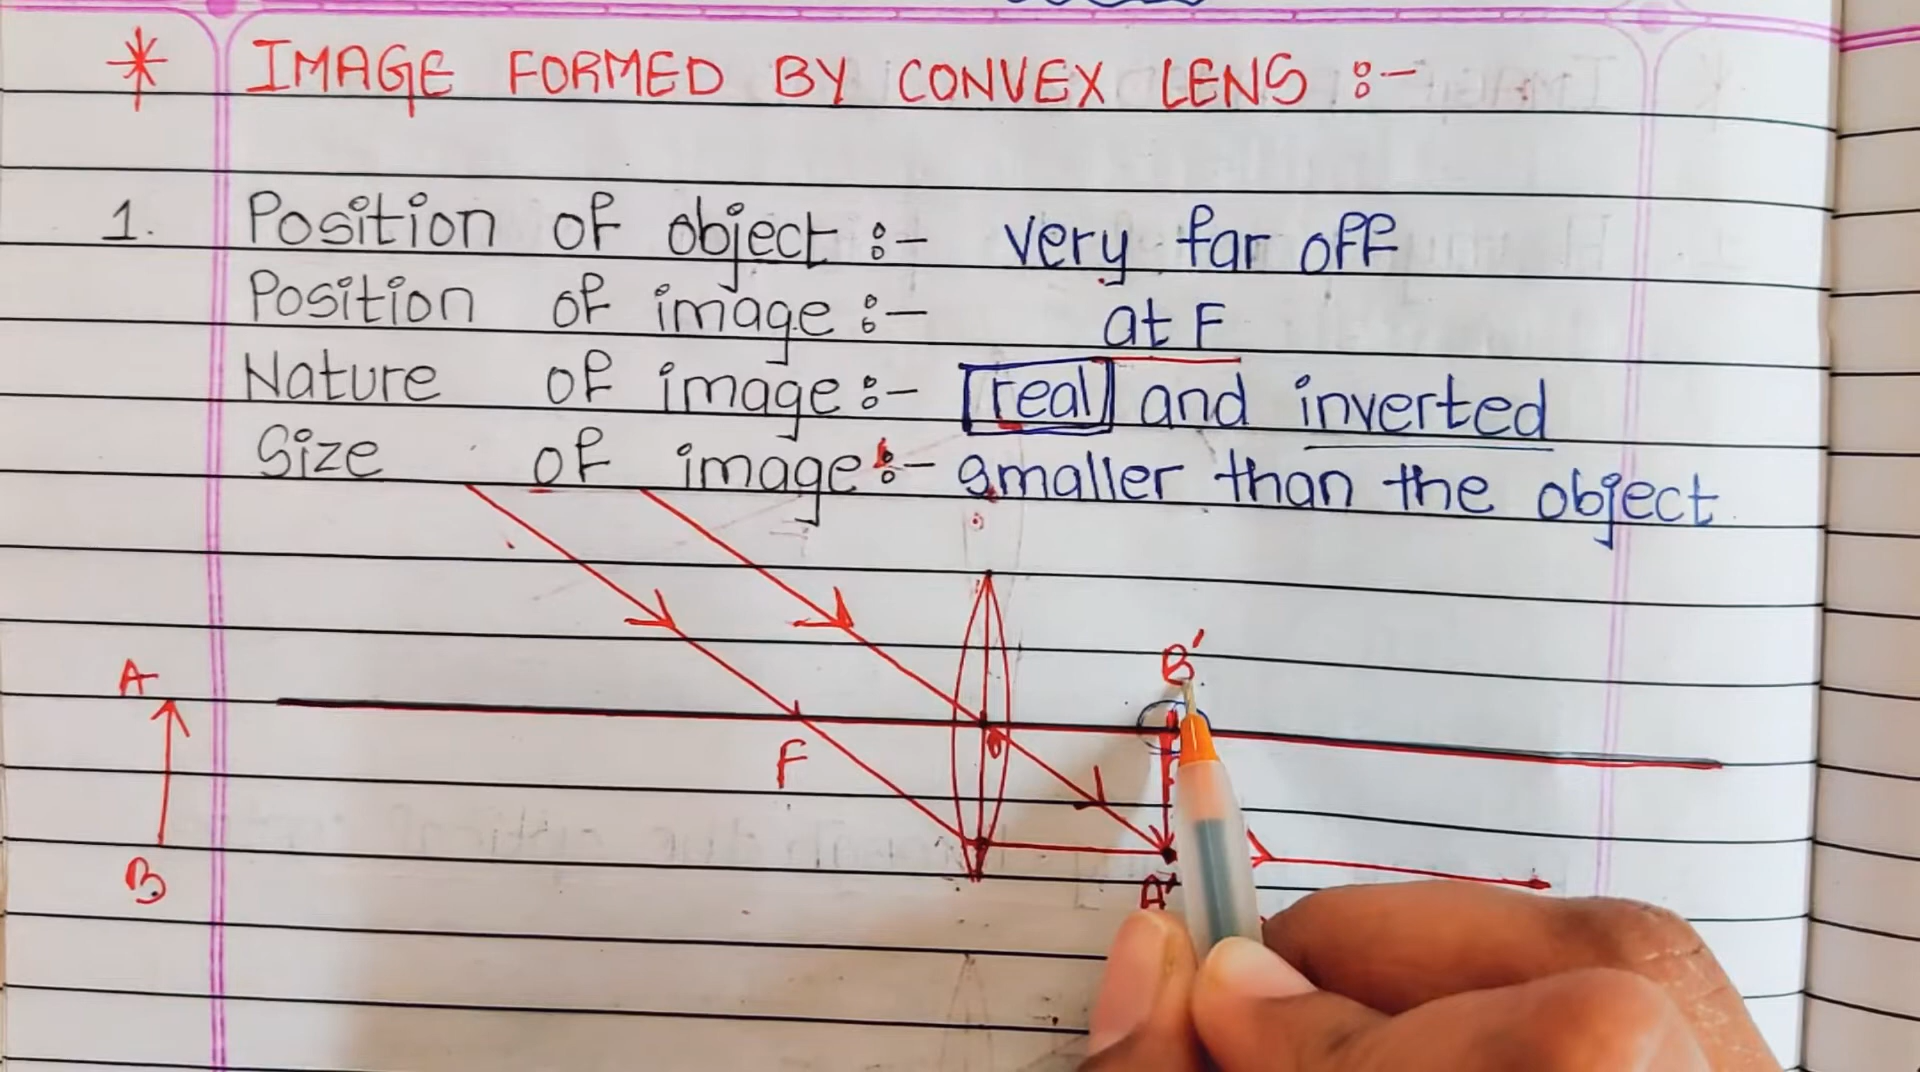 * IMAGE FORMED BY CONVEX LENS :-
1. Position of object :- very far off
Position of image :- at F
Nature of image :- real and inverted
Size of image :- smaller than the object
A
B'
F
B
A'